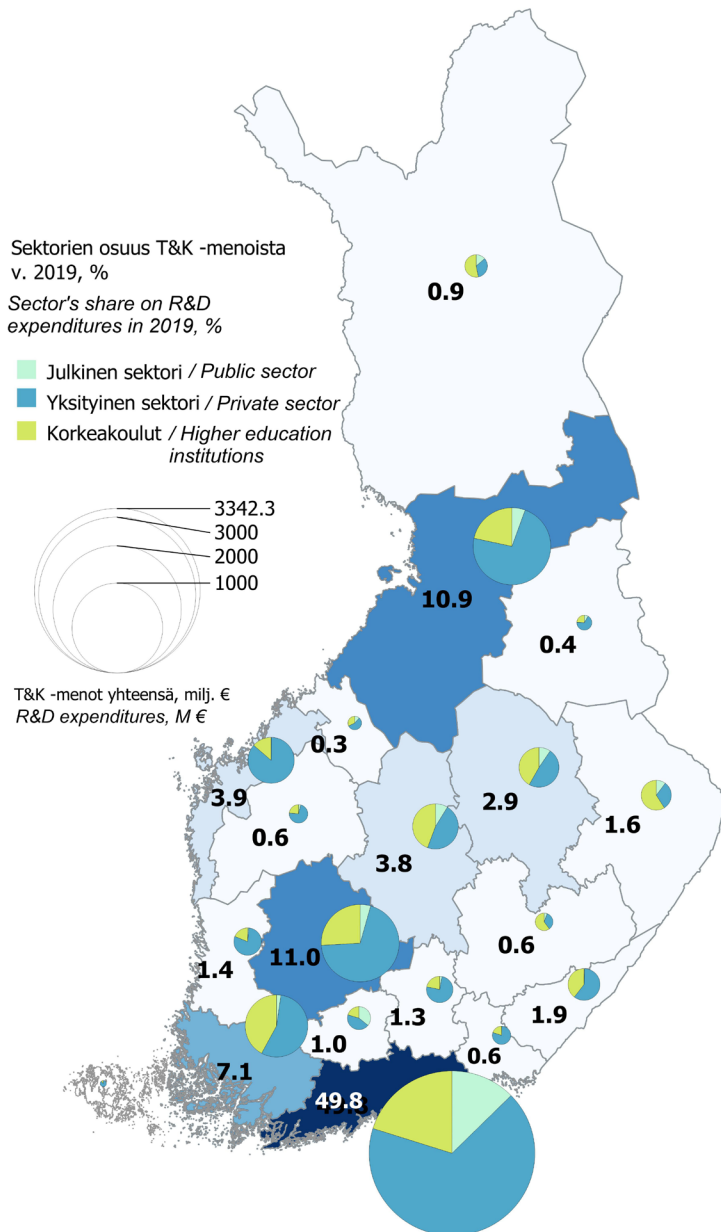 Sektorien osuus T&K -menoista
v. 2019, %
Sector's share on R&D
expenditures in 2019, %
Julkinen sektori / Public sector
Yksityinen sektori / Private sector
Korkeakoulut / Higher education
institutions
3342.3
3000
2000
1000
T&K -menot yhteensä, milj. €
R&D expenditures, M €
0.9
10.9
0.4
0.3
3.9
2.9
1.6
0.6
3.8
0.6
11.0
1.4
1.9
1.3
1.0
0.6
7.1
49.8